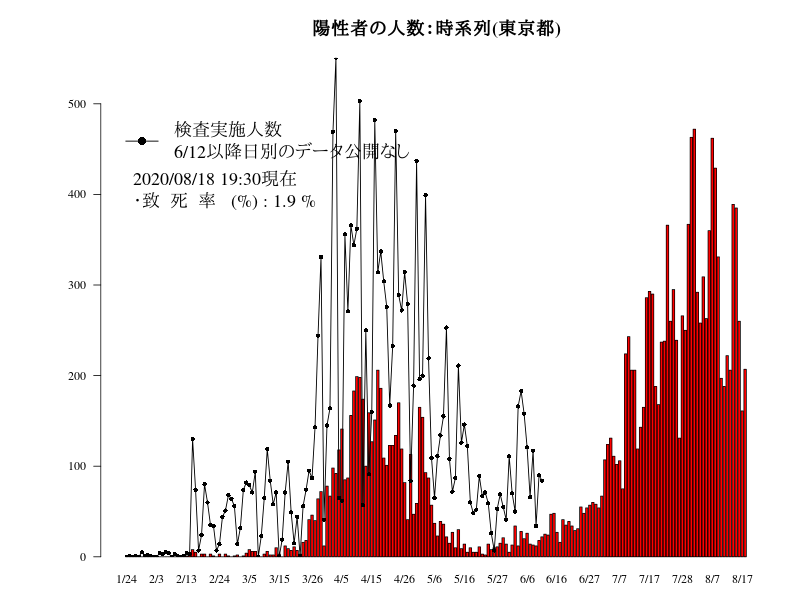 陽性者の人数:時系列(東京都)
検査実施人数
6/12以降日別のデータ公開なし
2020/08/18 19:30現在
・致 死 率 (%) : 1.9 %
500
400
300
200
100
0
1/24 2/3 2/13 2/24 3/5 3/15 3/26 4/5 4/15 4/26 5/6 5/16 5/27 6/6 6/16 6/27 7/7 7/17 7/28 8/7 8/17